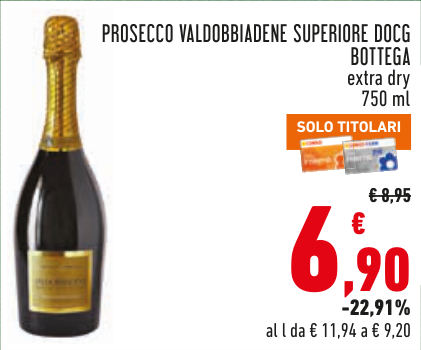 PROSECCO VALDOBBIADENE SUPERIORE DOCG
BOTTEGA
extra dry
750 ml
SOLO TITOLARI
€ 8,95
€
6,90
-22,91%
al l da € 11,94 a € 9,20